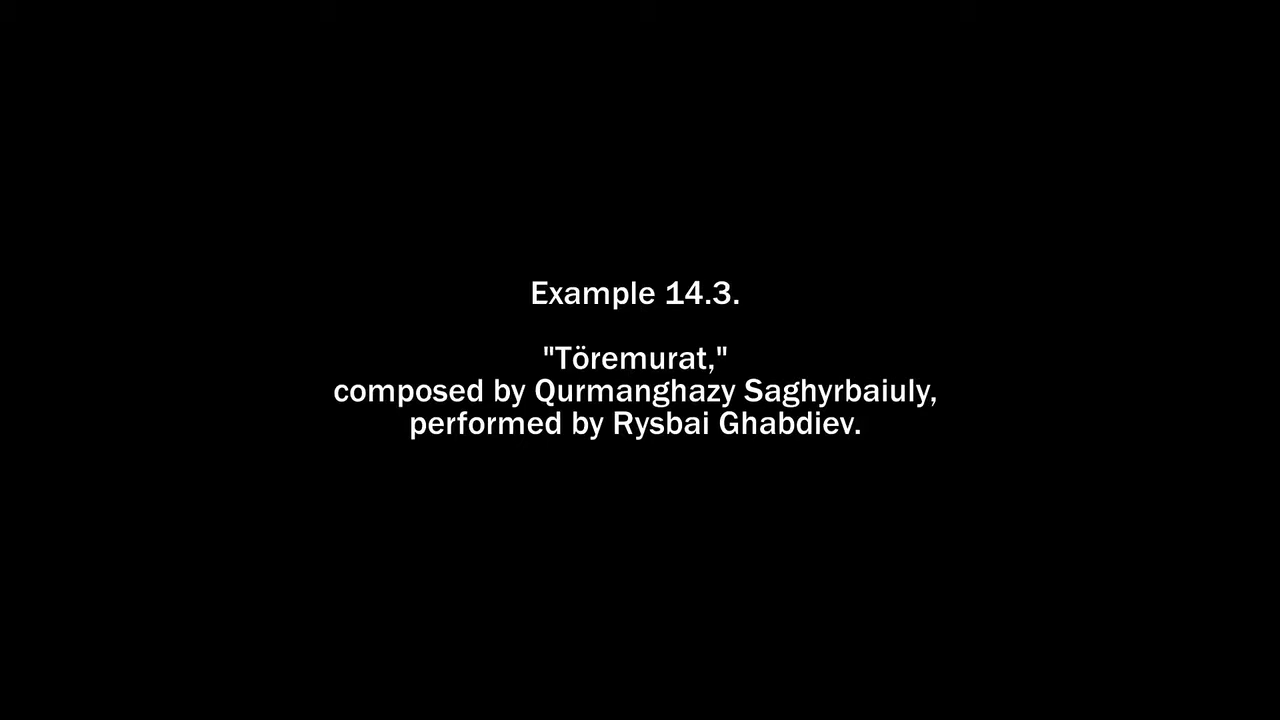 Example 14.3.
"Töremurat,"
composed by Qurmanghazy Saghyrbaiuly,
performed by Rysbai Ghabdiev.